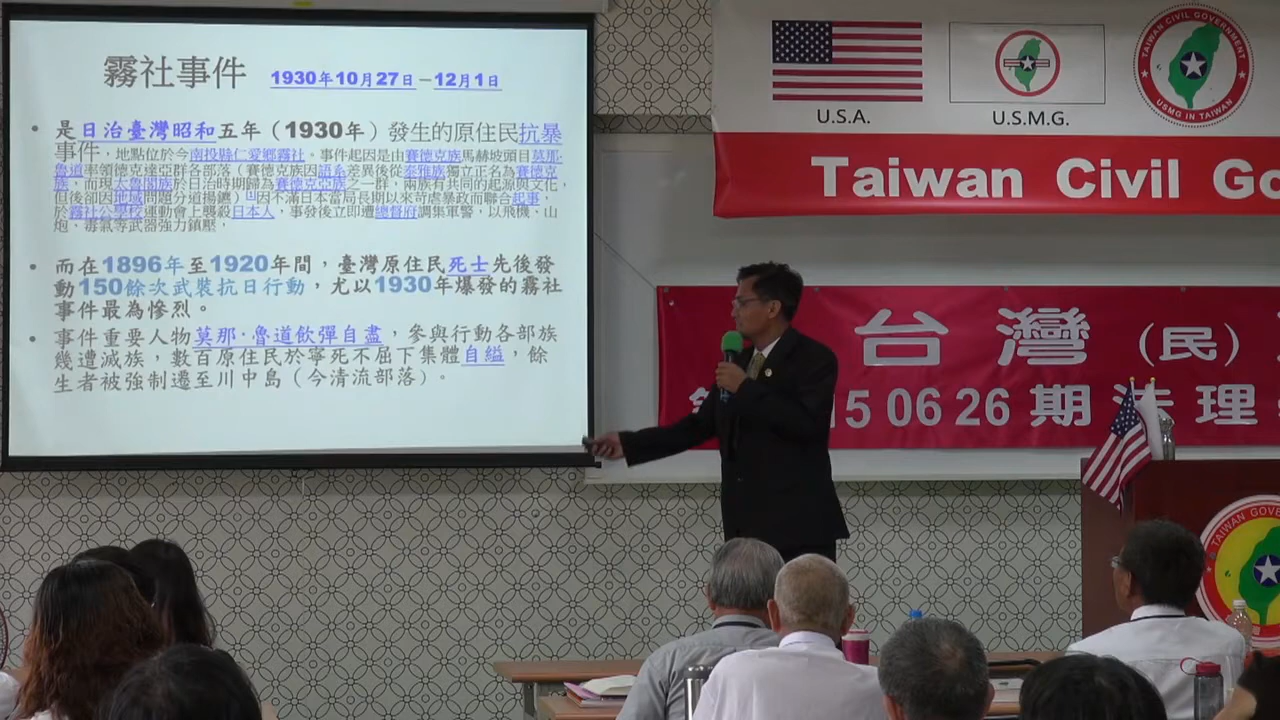 霧社事件 1930年10月27日－12月1日
• 是日治臺灣昭和五年（1930年）發生的原住民抗暴
事件，地點位於今南投縣仁愛鄉霧社。事件起因是由賽德克族馬赫坡頭目莫那·
魯道率領德克達亞群各部落（賽德克族因語系差異後從泰雅族獨立正名為賽德克
族，而現太魯閣族於日治時期歸為賽德克亞族之一群，兩族有共同的起源與文化，
但後卻因地域問題分道揚鑣）[1]因不滿日本當局長期以來苛虐暴政而聯合起事，
於霧社公學校運動會上襲殺日本人，事發後立即遭總督府調集軍警，以飛機、山
炮、毒氣等武器強力鎮壓，
• 而在1896年至1920年間，臺灣原住民死士先後發
動150餘次武裝抗日行動，尤以1930年爆發的霧社
事件最為慘烈。
• 事件重要人物莫那·魯道飲彈自盡，參與行動各部族
幾遭滅族，數百原住民於寧死不屈下集體自縊，餘
生者被強制遷至川中島（今清流部落）。
U.S.A.
U.S.M.G.
TAIWAN CIVIL GOVERNMENT
USMG IN TAIWAN
Taiwan Civil Go
台灣（民）
15 06 26 期法理
TAIWAN GOVERN